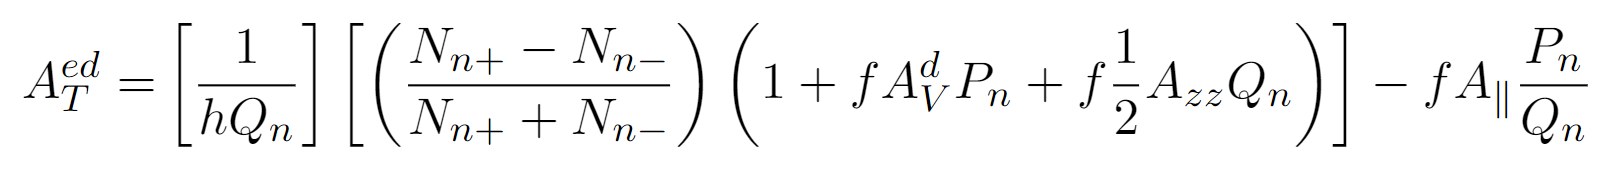 $A_T^{ed} = \left[\frac{1}{hQ_n}\right] \left[\left(\frac{N_{n+} - N_{n-}}{N_{n+} + N_{n-}}\right) \left(1 + fA_V^d P_n + f\frac{1}{2}A_{zz}Q_n\right)\right] - fA_{\parallel}\frac{P_n}{Q_n}$